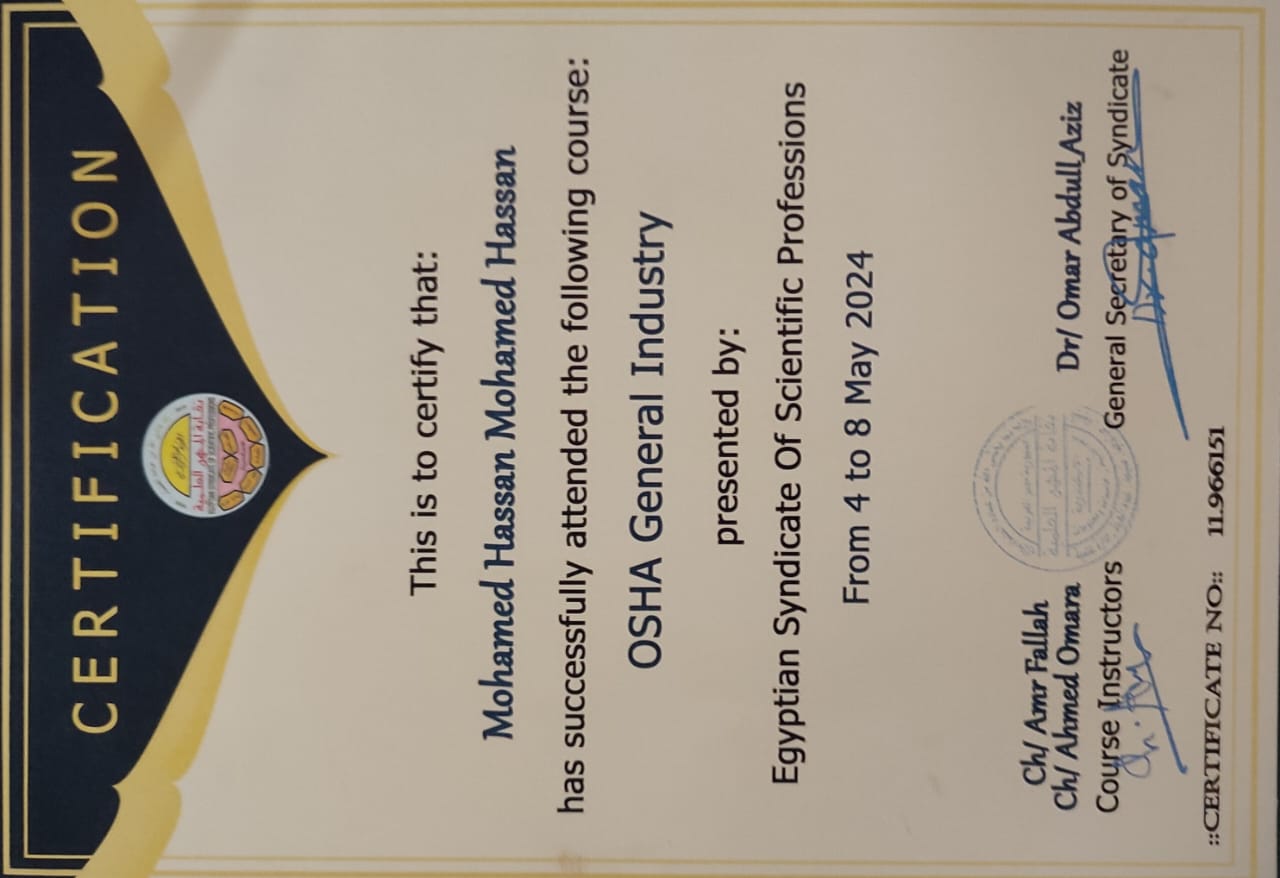 CERTIFICATION
نقابة المهن العلمية
EGYPTIAN SYNDICATE OF SCIENTIFIC PROFESSIONS
This is to certify that:
Mohamed Hassan Mohamed Hassan
has successfully attended the following course:
OSHA General Industry
presented by:
Egyptian Syndicate Of Scientific Professions
From 4 to 8 May 2024
Ch/ Amr Fallah
Ch/ Ahmed Omara
Course Instructors
نقابة المهن العلمية
Dr/ Omar Abdull Aziz
General Secretary of Syndicate
::CERTIFICATE NO:: 11.966151